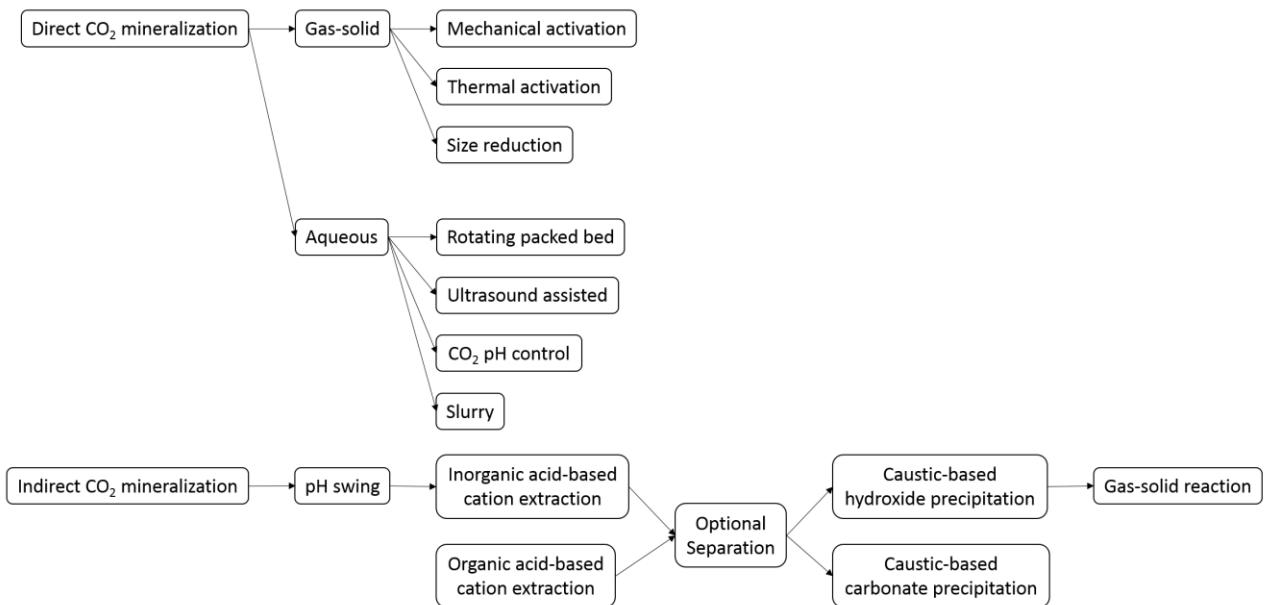 Direct CO₂ mineralization
Gas-solid
Mechanical activation
Thermal activation
Size reduction
Aqueous
Rotating packed bed
Ultrasound assisted
CO₂ pH control
Slurry
Indirect CO₂ mineralization
pH swing
Inorganic acid-based
cation extraction
Organic acid-based
cation extraction
Optional
Separation
Caustic-based
hydroxide precipitation
Gas-solid reaction
Caustic-based
carbonate precipitation